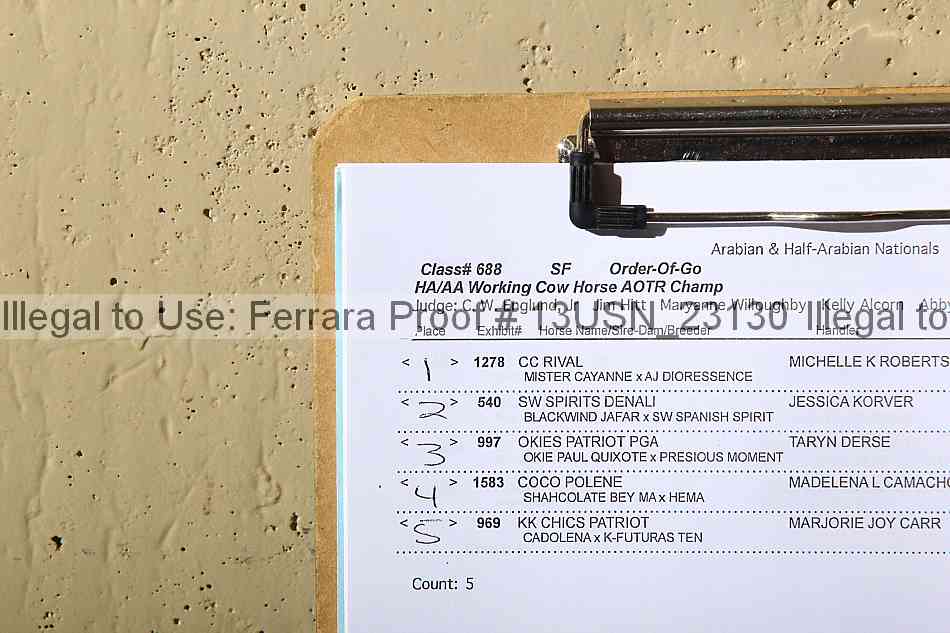 Arabian & Half-Arabian Nationals
Class# 688 SF Order-Of-Go
HA/AA Working Cow Horse AOTR Champ
Judge: C. W. Englund, Jr Jim Hitt Maryanne Willoughby Kelly Alcorn Abby
Illegal to Use: Ferrara Proof # 13USN_23130 Illegal to
Place Exhibit# Horse Name/Sire-Dam/Breeder Handler
< 1 > 1278 CC RIVAL MICHELLE K ROBERTS
MISTER CAYANNE x AJ DIORESSENCE
< 2 > 540 SW SPIRITS DENALI JESSICA KORVER
BLACKWIND JAFAR x SW SPANISH SPIRIT
< 3 > 997 OKIES PATRIOT PGA TARYN DERSE
OKIE PAUL QUIXOTE x PRESIOUS MOMENT
< 4 > 1583 COCO POLENE MADELENA L CAMACHO
SHAHCOLATE BEY MA x HEMA
< 5 > 969 KK CHICS PATRIOT MARJORIE JOY CARR
CADOLENA x K-FUTURAS TEN
Count: 5